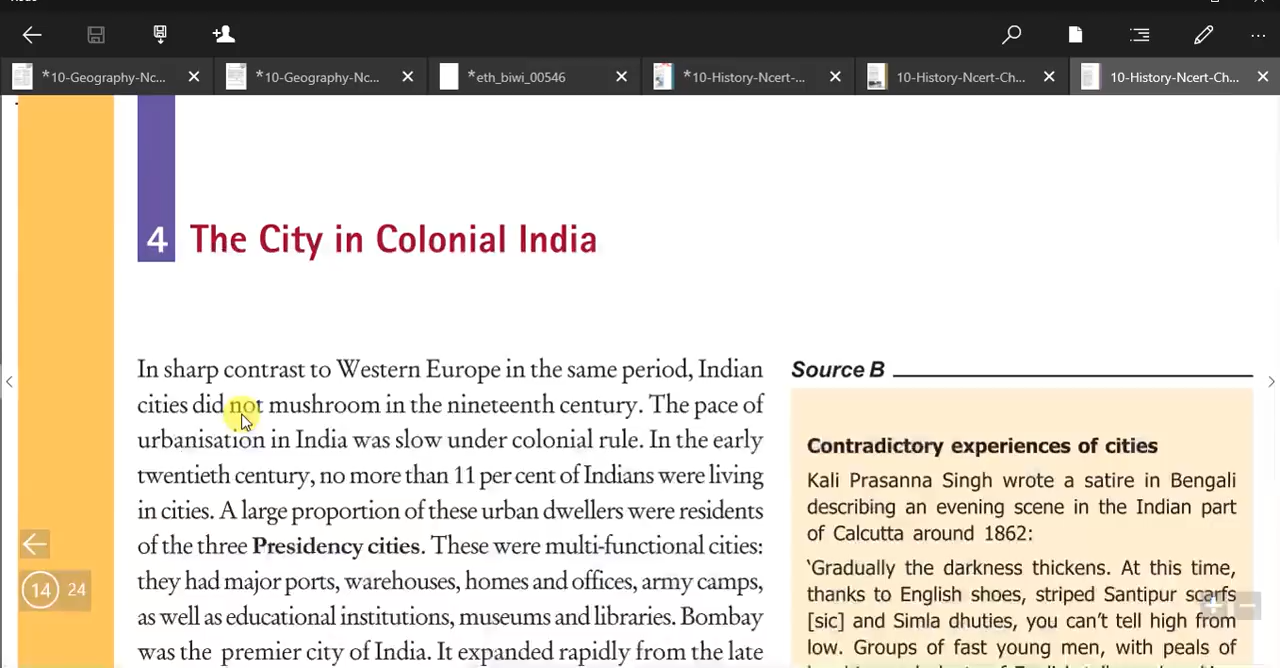 *10-Geography-Nc...
*10-Geography-Nc...
*eth_biwi_00546
*10-History-Ncert-...
10-History-Ncert-Ch...
10-History-Ncert-Ch...
4 The City in Colonial India
In sharp contrast to Western Europe in the same period, Indian
cities did not mushroom in the nineteenth century. The pace of
urbanisation in India was slow under colonial rule. In the early
twentieth century, no more than 11 per cent of Indians were living
in cities. A large proportion of these urban dwellers were residents
of the three Presidency cities. These were multi-functional cities:
they had major ports, warehouses, homes and offices, army camps,
as well as educational institutions, museums and libraries. Bombay
was the premier city of India. It expanded rapidly from the late
Source B
Contradictory experiences of cities
Kali Prasanna Singh wrote a satire in Bengali
describing an evening scene in the Indian part
of Calcutta around 1862:
‘Gradually the darkness thickens. At this time,
thanks to English shoes, striped Santipur scarfs
[sic] and Simla dhuties, you can’t tell high from
low. Groups of fast young men, with peals of
14 24